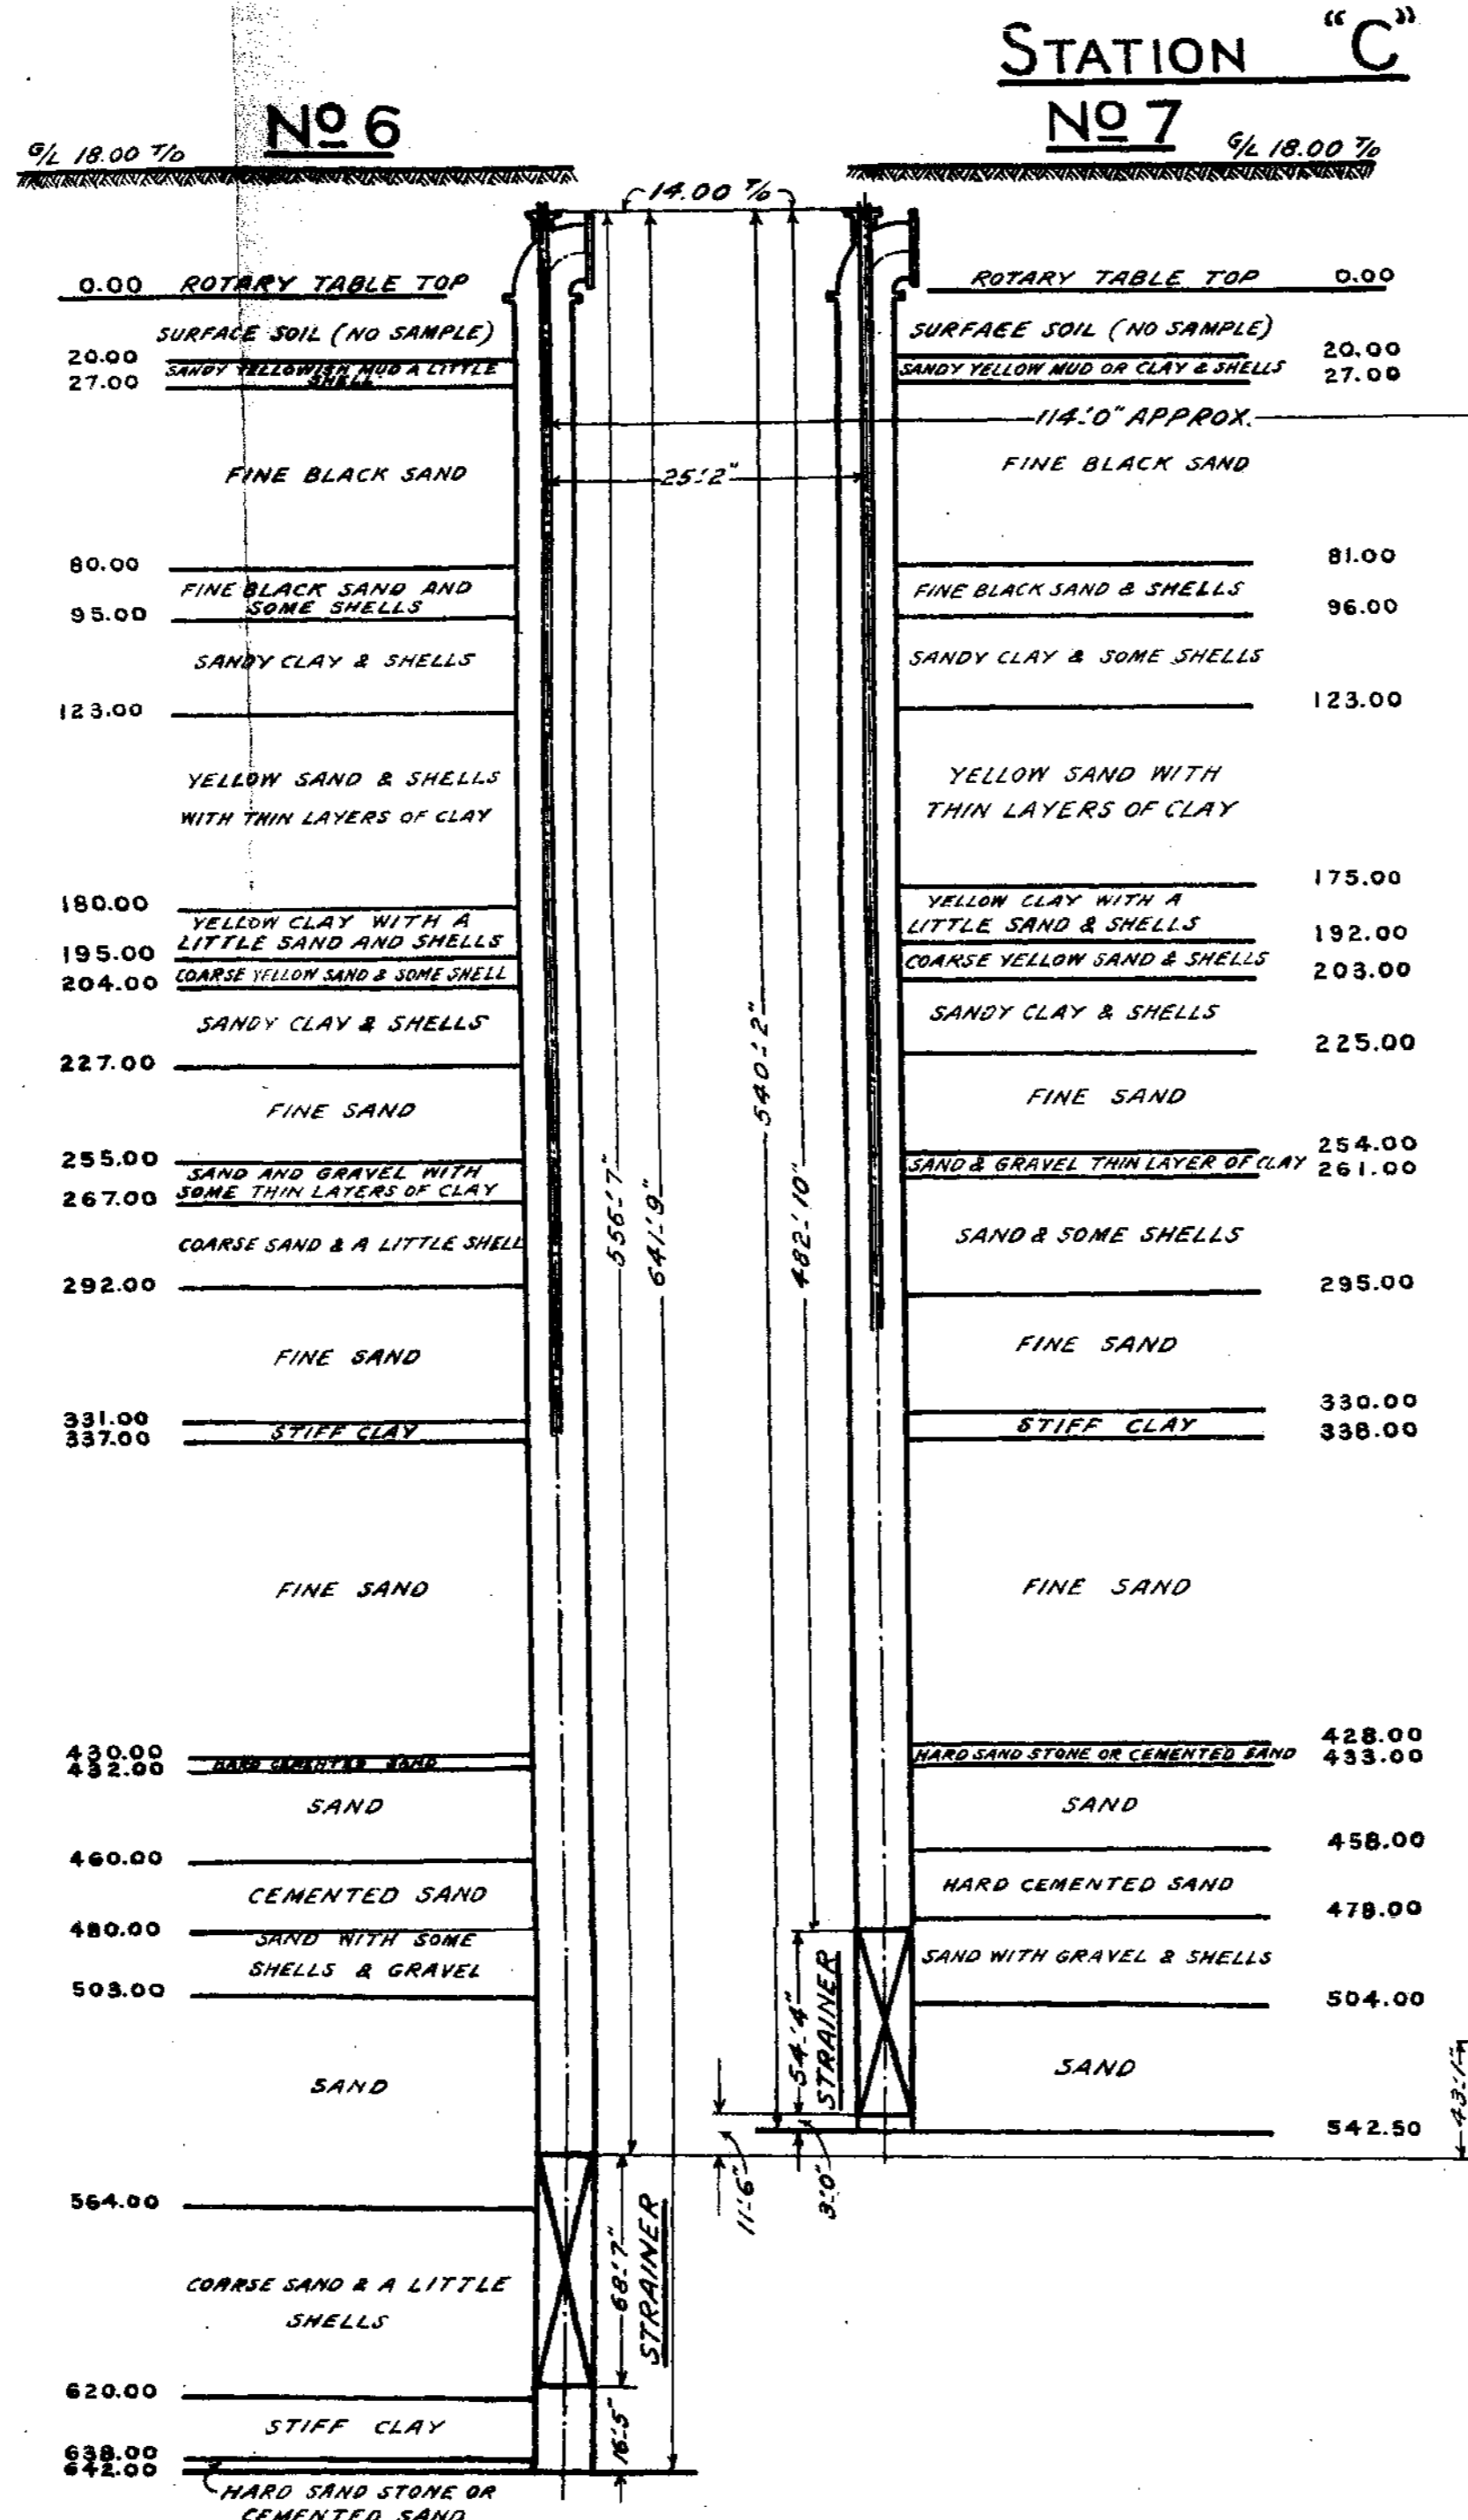 STATION "C"
Nº 6
Nº 7
G/L 18.00 T/D
G/L 18.00 T/D
14.00 T/D
0.00 ROTARY TABLE TOP
SURFACE SOIL (NO SAMPLE)
20.00
SANDY YELLOWISH MUD A LITTLE
SHELL
27.00
FINE BLACK SAND
80.00
FINE BLACK SAND AND
SOME SHELLS
95.00
SANDY CLAY & SHELLS
123.00
YELLOW SAND & SHELLS
WITH THIN LAYERS OF CLAY
180.00
YELLOW CLAY WITH A
LITTLE SAND AND SHELLS
195.00
COARSE YELLOW SAND & SOME SHELL
204.00
SANDY CLAY & SHELLS
227.00
FINE SAND
255.00
SAND AND GRAVEL WITH
SOME THIN LAYERS OF CLAY
267.00
COARSE SAND & A LITTLE SHELL
292.00
FINE SAND
331.00
STIFF CLAY
337.00
FINE SAND
430.00
HARD CEMENTED SAND
432.00
SAND
460.00
CEMENTED SAND
480.00
SAND WITH SOME
SHELLS & GRAVEL
503.00
SAND
564.00
COARSE SAND & A LITTLE
SHELLS
620.00
STIFF CLAY
638.00
642.00
HARD SAND STONE OR
CEMENTED SAND
114'-0" APPROX.
25'-2"
556'-7"
641'-9"
540'-2"
482'-10"
54'-4"
STRAINER
11'-6"
3'-0"
68'-7"
STRAINER
16'-5"
ROTARY TABLE TOP 0.00
SURFAEE SOIL (NO SAMPLE)
20.00
SANDY YELLOW MUD OR CLAY & SHELLS
27.00
FINE BLACK SAND
81.00
FINE BLACK SAND & SHELLS
96.00
SANDY CLAY & SOME SHELLS
123.00
YELLOW SAND WITH
THIN LAYERS OF CLAY
175.00
YELLOW CLAY WITH A
LITTLE SAND & SHELLS
192.00
COARSE YELLOW SAND & SHELLS
203.00
SANDY CLAY & SHELLS
225.00
FINE SAND
254.00
SAND & GRAVEL THIN LAYER OF CLAY
261.00
SAND & SOME SHELLS
295.00
FINE SAND
330.00
STIFF CLAY
338.00
FINE SAND
428.00
HARD SAND STONE OR CEMENTED SAND
433.00
SAND
458.00
HARD CEMENTED SAND
478.00
SAND WITH GRAVEL & SHELLS
504.00
SAND
542.50
43'-1"